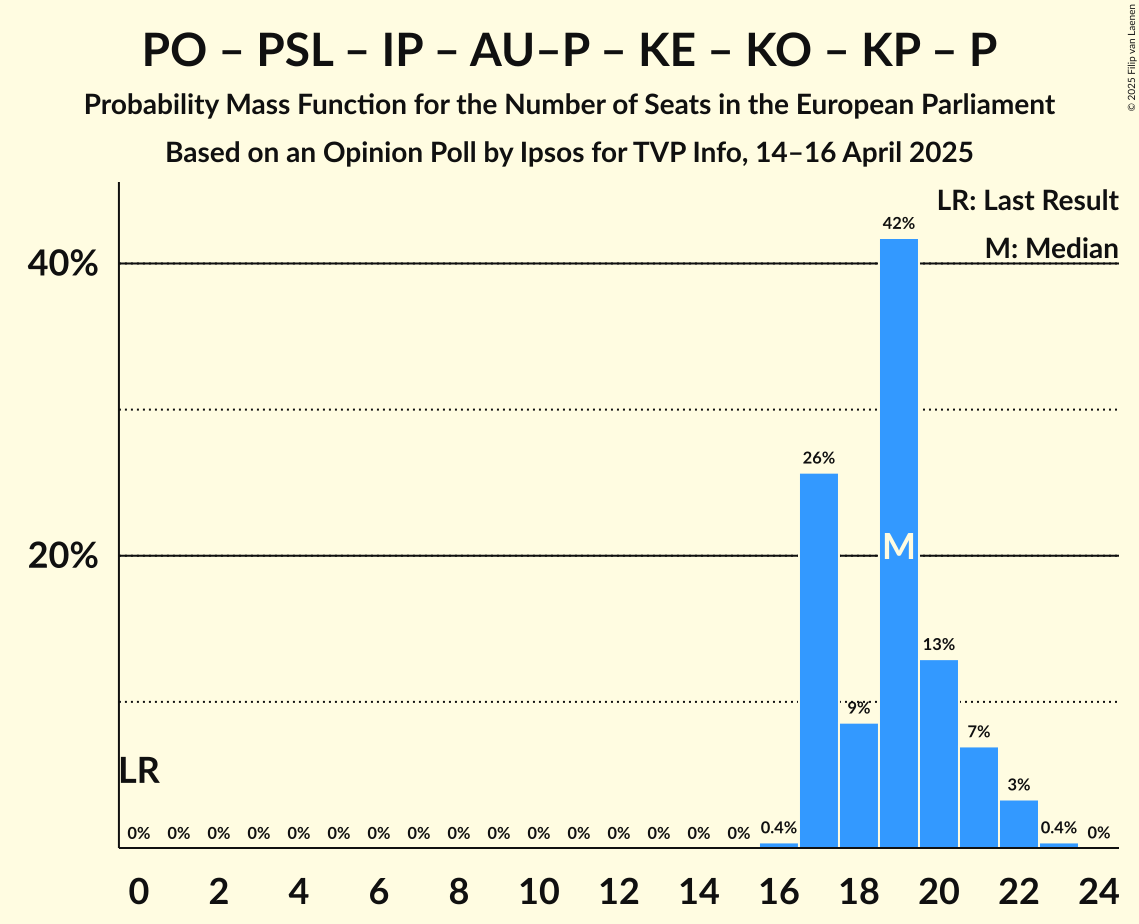 PO – PSL – IP – AU–P – KE – KO – KP – P
Probability Mass Function for the Number of Seats in the European Parliament
Based on an Opinion Poll by Ipsos for TVP Info, 14–16 April 2025
© 2025 Filip van Laenen
LR: Last Result
M: Median
42%
40%
26%
20%
M
13%
9%
7%
3%
LR
0% 0% 0% 0% 0% 0% 0% 0% 0% 0% 0% 0% 0% 0% 0% 0% 0.4% 0.4% 0%
0 2 4 6 8 10 12 14 16 18 20 22 24